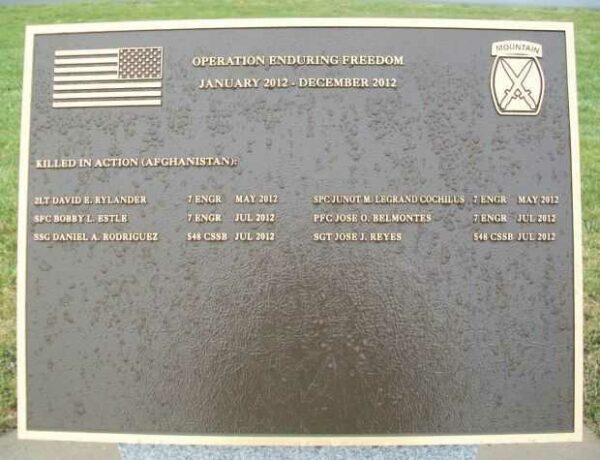 OPERATION ENDURING FREEDOM
JANUARY 2012 - DECEMBER 2012
MOUNTAIN
KILLED IN ACTION (AFGHANISTAN):
2LT DAVID E. RYLANDER 7 ENGR MAY 2012 SPC JUNOT M. LEGRAND COCHILUS 7 ENGR MAY 2012
SFC BOBBY L. ESTLE 7 ENGR JUL 2012 PFC JOSE O. BELMONTES 7 ENGR JUL 2012
SSG DANIEL A. RODRIGUEZ 548 CSSB JUL 2012 SGT JOSE J. REYES 548 CSSB JUL 2012